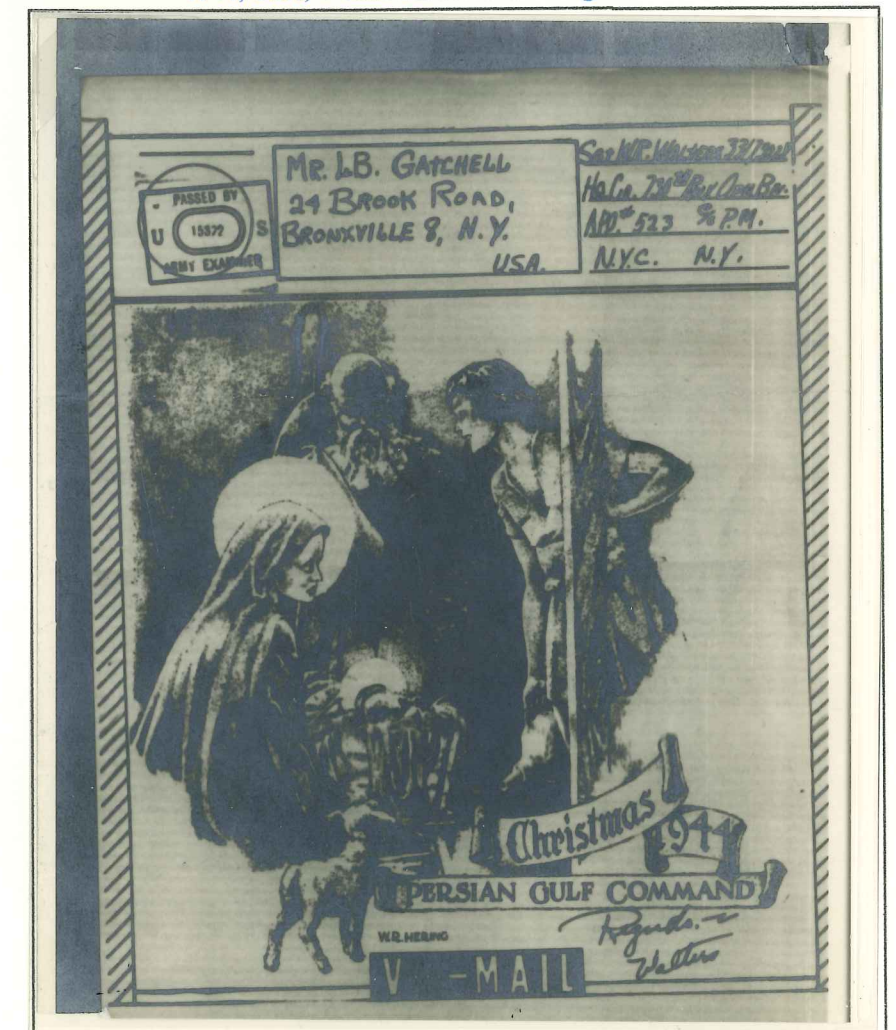 PASSED BY
U 15372 S
ARMY EXAMINER
MR. L.B. GATCHELL
24 BROOK ROAD,
BRONXVILLE 8, N.Y.
USA.
Hq. Co.
APO # 523 % P.M.
N.Y.C. N.Y.
Christmas
1944
PERSIAN GULF COMMAND
W.R. HERING
Regards. ~
Walters
V -MAIL